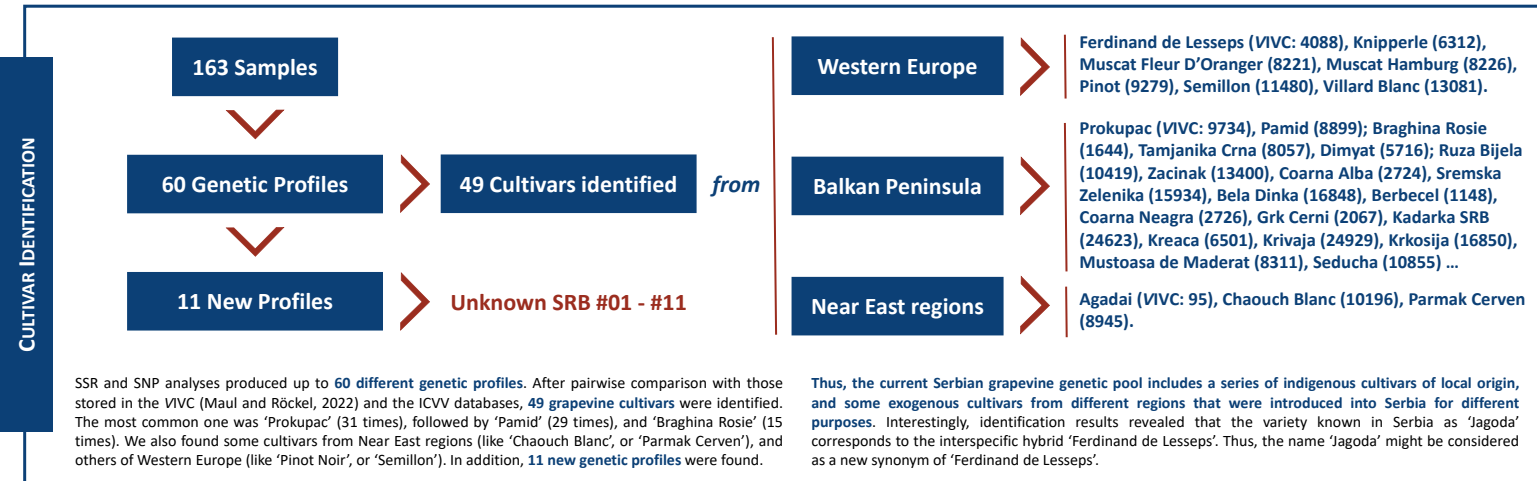 CULTIVAR IDENTIFICATION
163 Samples
60 Genetic Profiles
49 Cultivars identified
from
11 New Profiles
Unknown SRB #01 - #11
Western Europe
Ferdinand de Lesseps (VIVC: 4088), Knipperle (6312),
Muscat Fleur D’Oranger (8221), Muscat Hamburg (8226),
Pinot (9279), Semillon (11480), Villard Blanc (13081).
Balkan Peninsula
Prokupac (VIVC: 9734), Pamid (8899); Braghina Rosie
(1644), Tamjanika Crna (8057), Dimyat (5716); Ruza Bijela
(10419), Zacinak (13400), Coarna Alba (2724), Sremska
Zelenika (15934), Bela Dinka (16848), Berbecel (1148),
Coarna Neagra (2726), Grk Cerni (2067), Kadarka SRB
(24623), Kreaca (6501), Krivaja (24929), Krkosija (16850),
Mustoasa de Maderat (8311), Seducha (10855) ...
Near East regions
Agadai (VIVC: 95), Chaouch Blanc (10196), Parmak Cerven
(8945).
SSR and SNP analyses produced up to 60 different genetic profiles. After pairwise comparison with those
stored in the VIVC (Maul and Röckel, 2022) and the ICVV databases, 49 grapevine cultivars were identified.
The most common one was ‘Prokupac’ (31 times), followed by ‘Pamid’ (29 times), and ‘Braghina Rosie’ (15
times). We also found some cultivars from Near East regions (like ‘Chaouch Blanc’, or ‘Parmak Cerven’), and
others of Western Europe (like ‘Pinot Noir’, or ‘Semillon’). In addition, 11 new genetic profiles were found.
Thus, the current Serbian grapevine genetic pool includes a series of indigenous cultivars of local origin,
and some exogenous cultivars from different regions that were introduced into Serbia for different
purposes. Interestingly, identification results revealed that the variety known in Serbia as ‘Jagoda’
corresponds to the interspecific hybrid ‘Ferdinand de Lesseps’. Thus, the name ‘Jagoda’ might be considered
as a new synonym of ‘Ferdinand de Lesseps’.